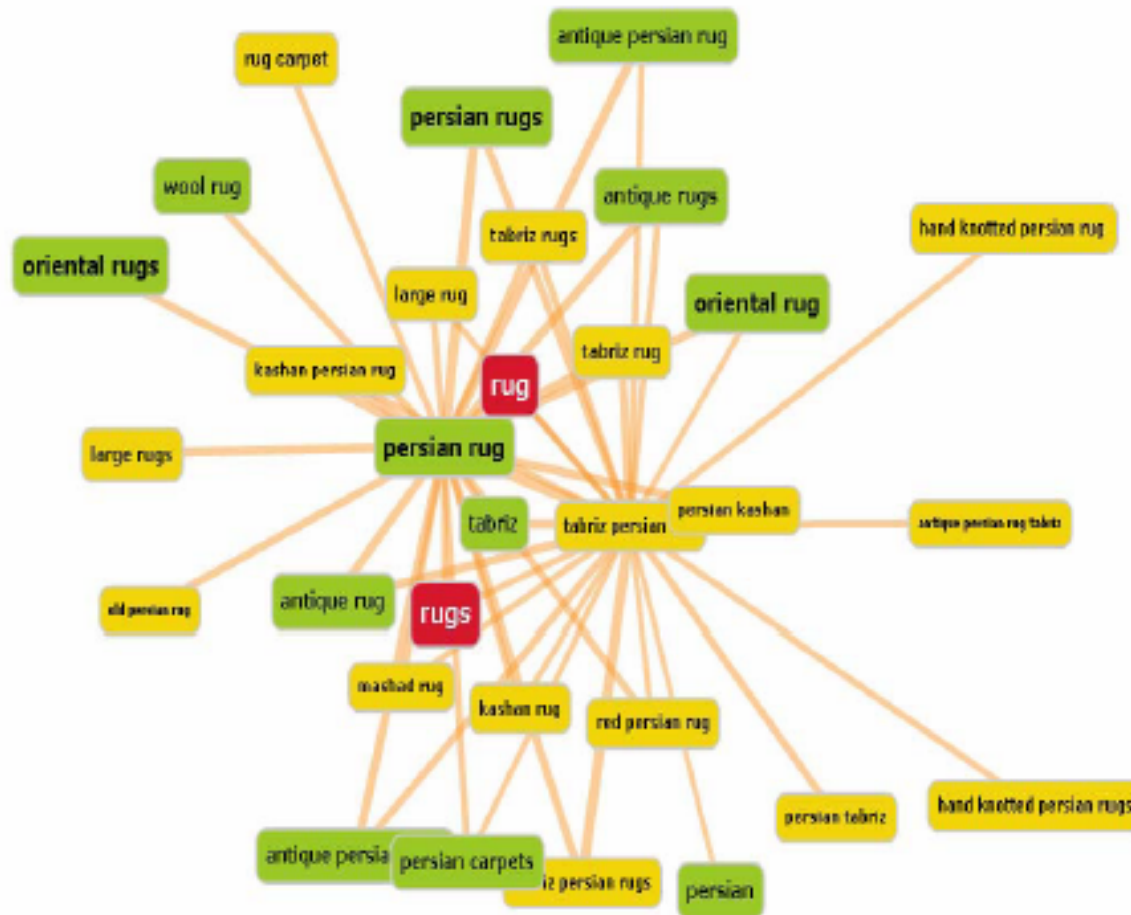 antique persian rug
rug carpet
persian rugs
wool rug
antique rugs
hand knotted persian rug
tabriz rugs
oriental rugs
large rug
oriental rug
tabriz rug
kashan persian rug
rug
persian rug
large rugs
persian kashan
tabriz
tabriz persian
antique persian rug tabriz
antique rug
old persian rug
rugs
mashad rug
kashan rug
red persian rug
hand knotted persian rugs
persian tabriz
antique
persian carpets
persian rugs
persian